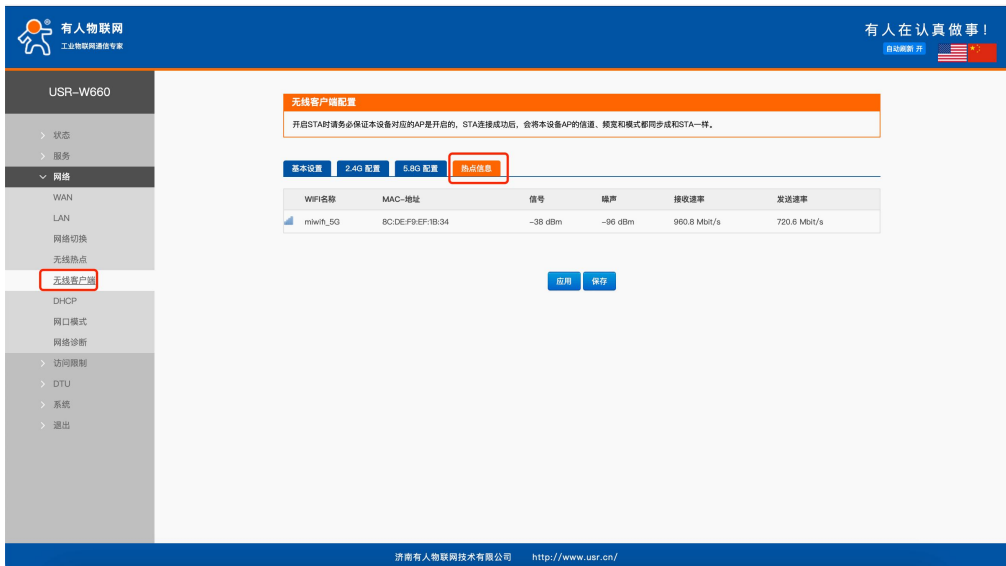 有人物联网
工业物联网通信专家
有人在认真做事!
自动刷新 开
USR-W660
状态
服务
网络
WAN
LAN
网络切换
无线热点
无线客户端
DHCP
网口模式
网络诊断
访问限制
DTU
系统
退出
无线客户端配置
开启STA时请务必保证本设备对应的AP是开启的, STA连接成功后, 会将本设备AP的信道、频宽和模式都同步成和STA一样。
基本设置 2.4G 配置 5.8G 配置 热点信息
WIFI名称 MAC-地址 信号 噪声 接收速率 发送速率
miwifi_5G 8C:DE:F9:EF:1B:34 -38 dBm -96 dBm 960.8 Mbit/s 720.6 Mbit/s
应用 保存
济南有人物联网技术有限公司 http://www.usr.cn/